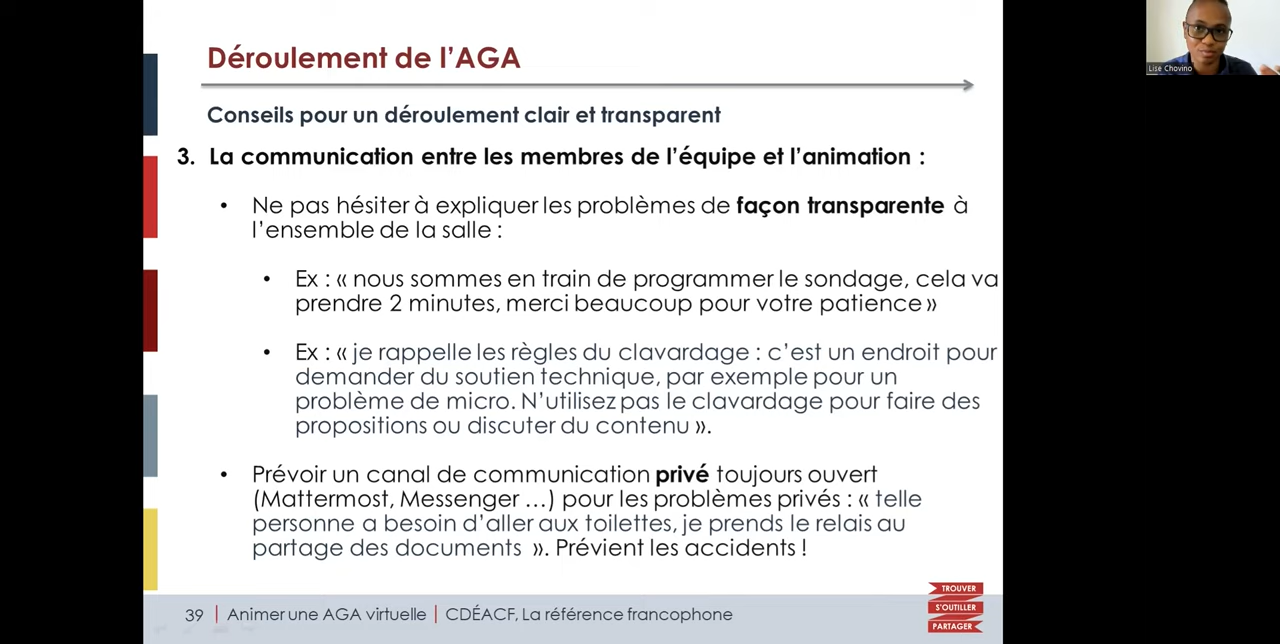 Déroulement de l'AGA
Conseils pour un déroulement clair et transparent
3. La communication entre les membres de l'équipe et l'animation :
• Ne pas hésiter à expliquer les problèmes de façon transparente à
l'ensemble de la salle :
• Ex : « nous sommes en train de programmer le sondage, cela va
prendre 2 minutes, merci beaucoup pour votre patience »
• Ex : « je rappelle les règles du clavardage : c'est un endroit pour
demander du soutien technique, par exemple pour un
problème de micro. N'utilisez pas le clavardage pour faire des
propositions ou discuter du contenu ».
• Prévoir un canal de communication privé toujours ouvert
(Mattermost, Messenger …) pour les problèmes privés : « telle
personne a besoin d'aller aux toilettes, je prends le relais au
partage des documents ». Prévient les accidents !
39 | Animer une AGA virtuelle | CDÉACF, La référence francophone
TROUVER
S'OUTILLER
PARTAGER
Lise Chovino